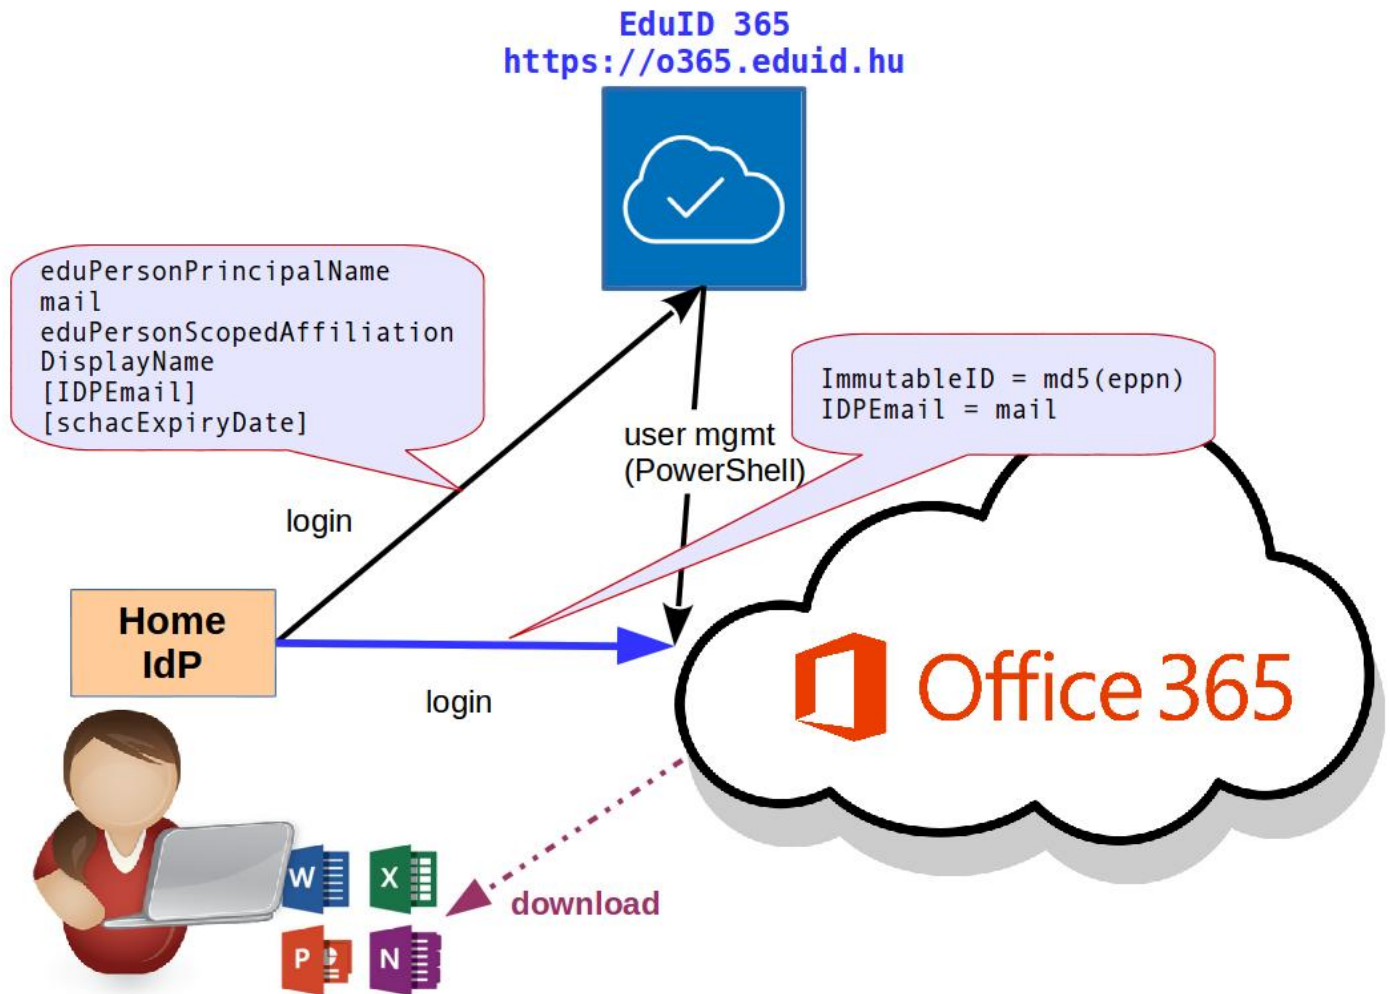 EduID 365
https://o365.eduid.hu
eduPersonPrincipalName
mail
eduPersonScopedAffiliation
DisplayName
[IDPEmail]
[schacExpiryDate]
ImmutableID = md5(eppn)
IDPEmail = mail
user mgmt
(PowerShell)
login
Home
IdP
login
Office 365
download
W
X
P
N